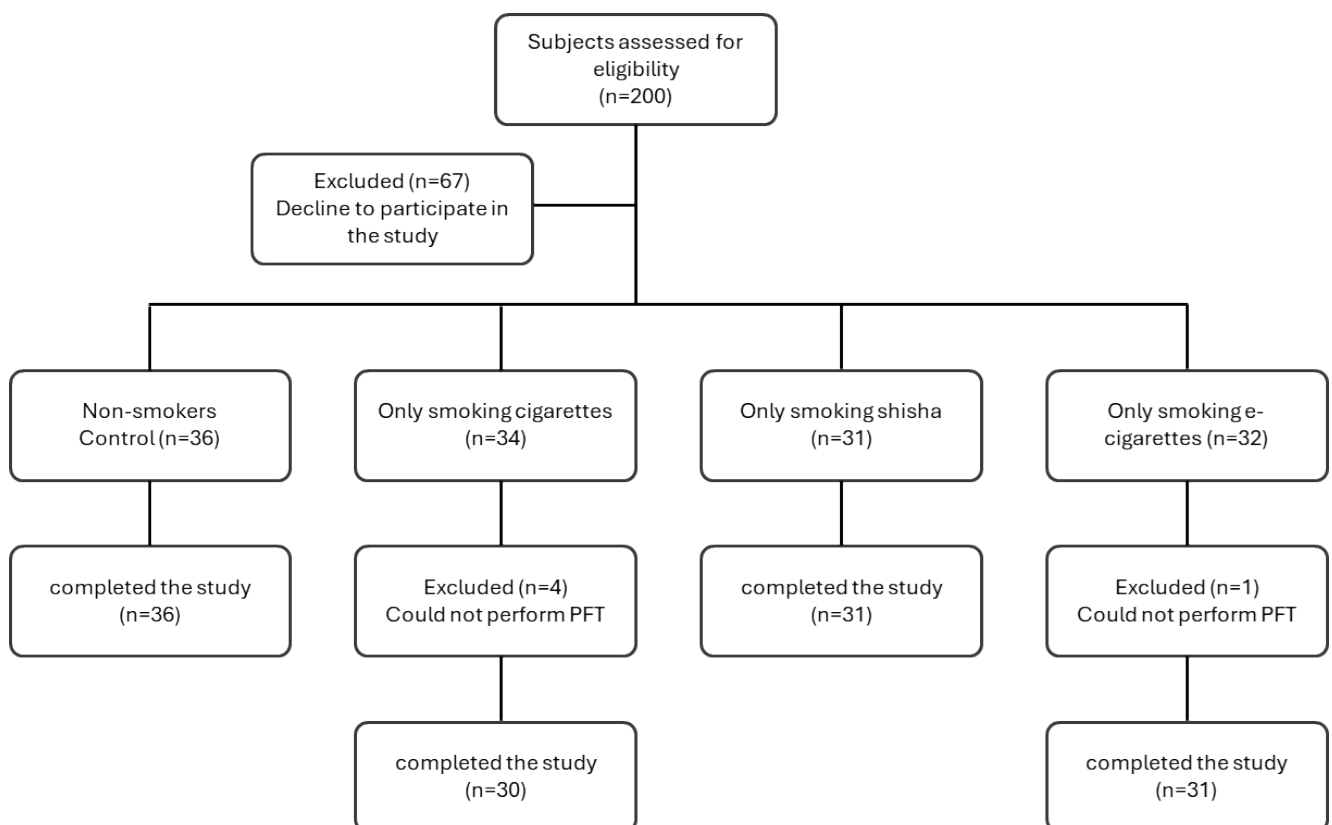 Subjects assessed for
eligibility
(n=200)
Excluded (n=67)
Decline to participate in
the study
Non-smokers
Control (n=36)
Only smoking cigarettes
(n=34)
Only smoking shisha
(n=31)
Only smoking e-
cigarettes (n=32)
completed the study
(n=36)
Excluded (n=4)
Could not perform PFT
completed the study
(n=31)
Excluded (n=1)
Could not perform PFT
completed the study
(n=30)
completed the study
(n=31)